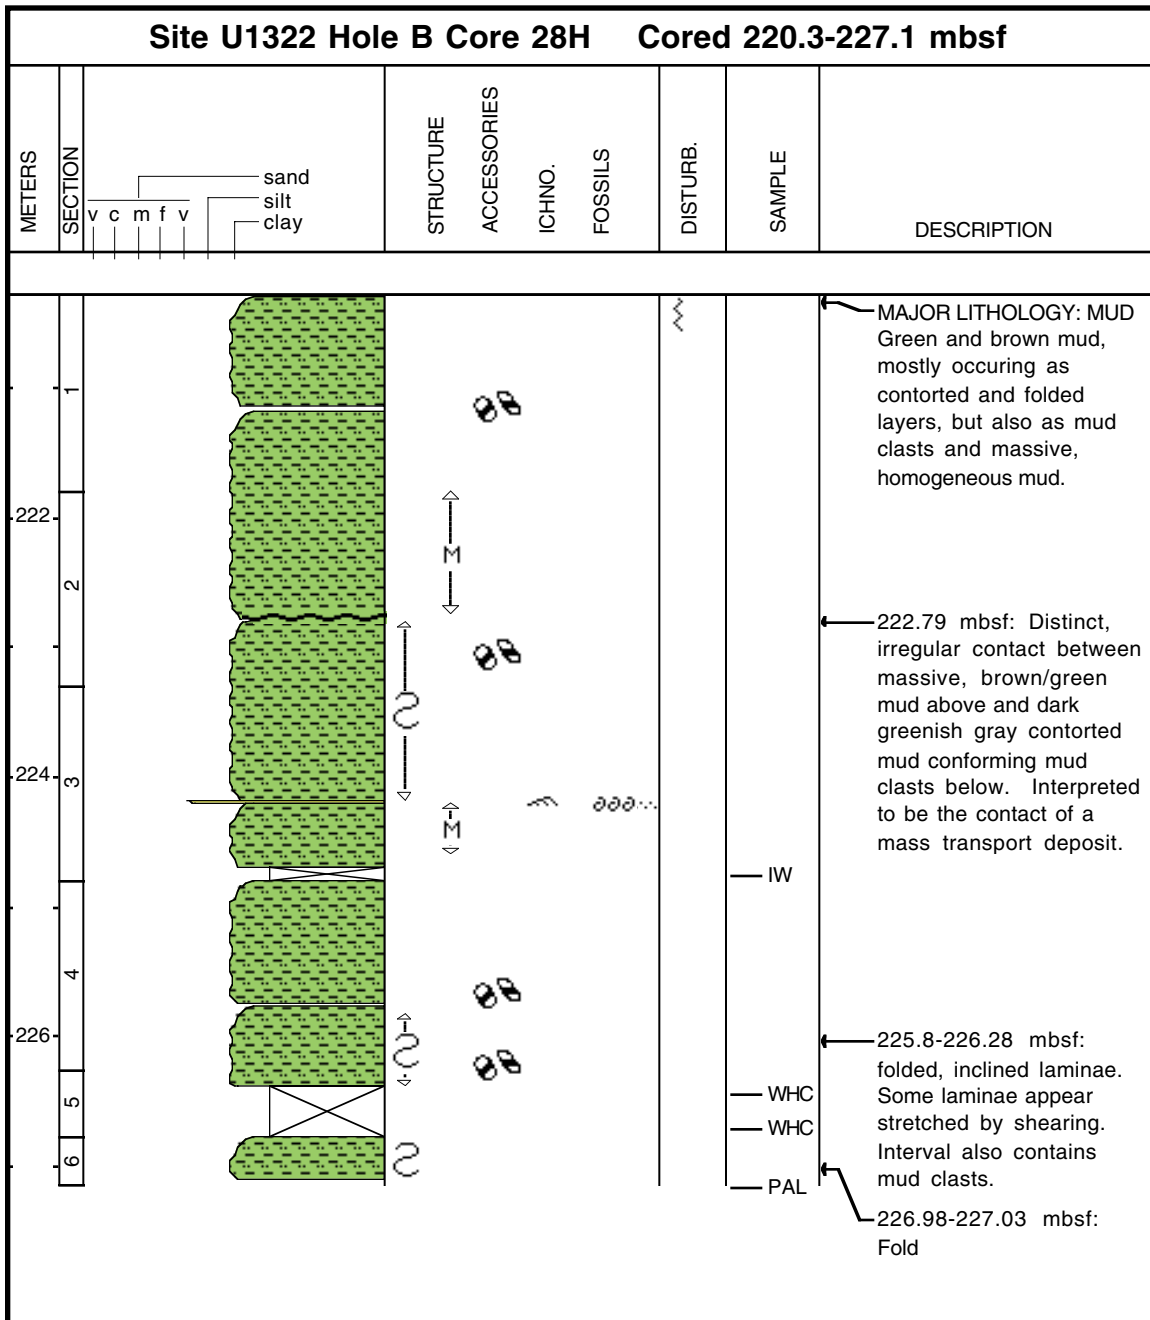 Site U1322 Hole B Core 28H Cored 220.3-227.1 mbsf
METERS
SECTION
sand
silt
clay
v c m f v
STRUCTURE
ACCESSORIES
ICHNO.
FOSSILS
DISTURB.
SAMPLE
DESCRIPTION
1
2
3
4
5
6
222
224
226
M
M
IW
WHC
WHC
PAL
MAJOR LITHOLOGY: MUD
Green and brown mud,
mostly occuring as
contorted and folded
layers, but also as mud
clasts and massive,
homogeneous mud.
222.79 mbsf: Distinct,
irregular contact between
massive, brown/green
mud above and dark
greenish gray contorted
mud conforming mud
clasts below. Interpreted
to be the contact of a
mass transport deposit.
225.8-226.28 mbsf:
folded, inclined laminae.
Some laminae appear
stretched by shearing.
Interval also contains
mud clasts.
226.98-227.03 mbsf:
Fold